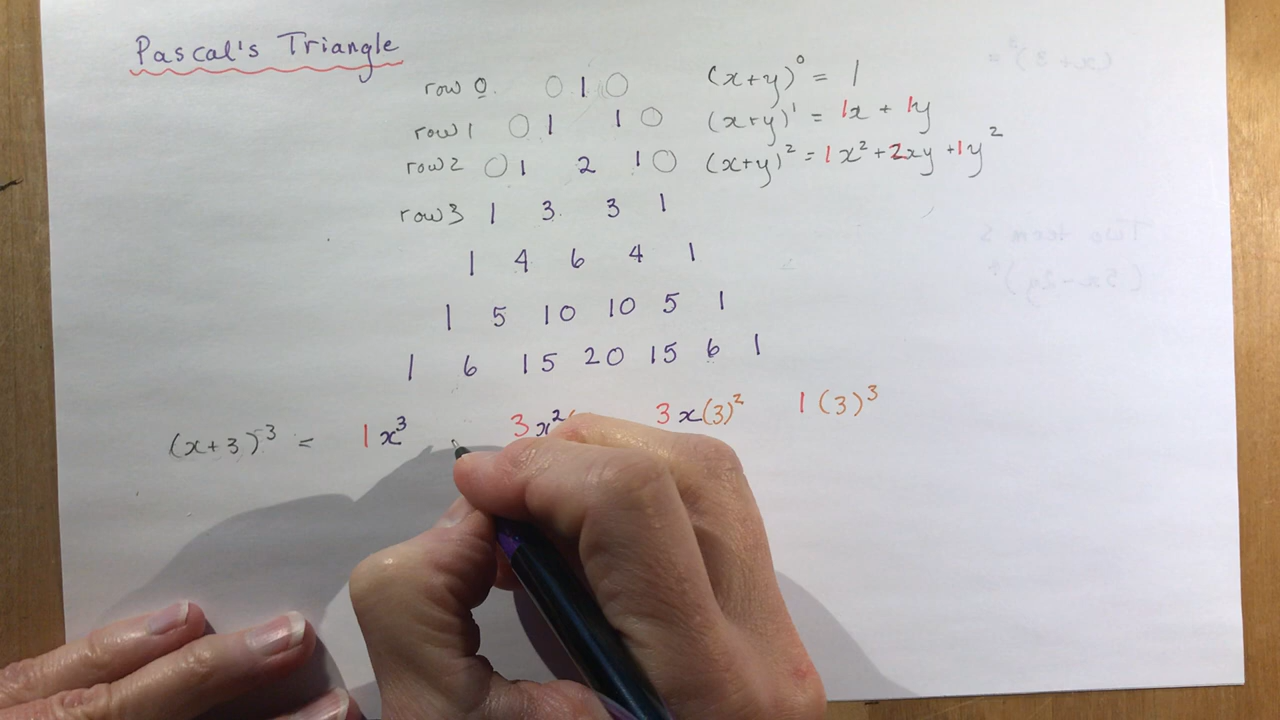 Pascal's Triangle
row 0. 0 1 0 (x+y)⁰ = 1
row 1 0 1 1 0 (x+y)¹ = 1x + 1y
row 2 0 1 2 1 0 (x+y)² = 1x² + 2xy + 1y²
row 3 1 3. 3 1
1 4 6 4 1
1 5 10 10 5 1
1 6 15 20 15 6 1
(x+3)³ = 1x³ 3x²( 3x(3)² 1(3)³